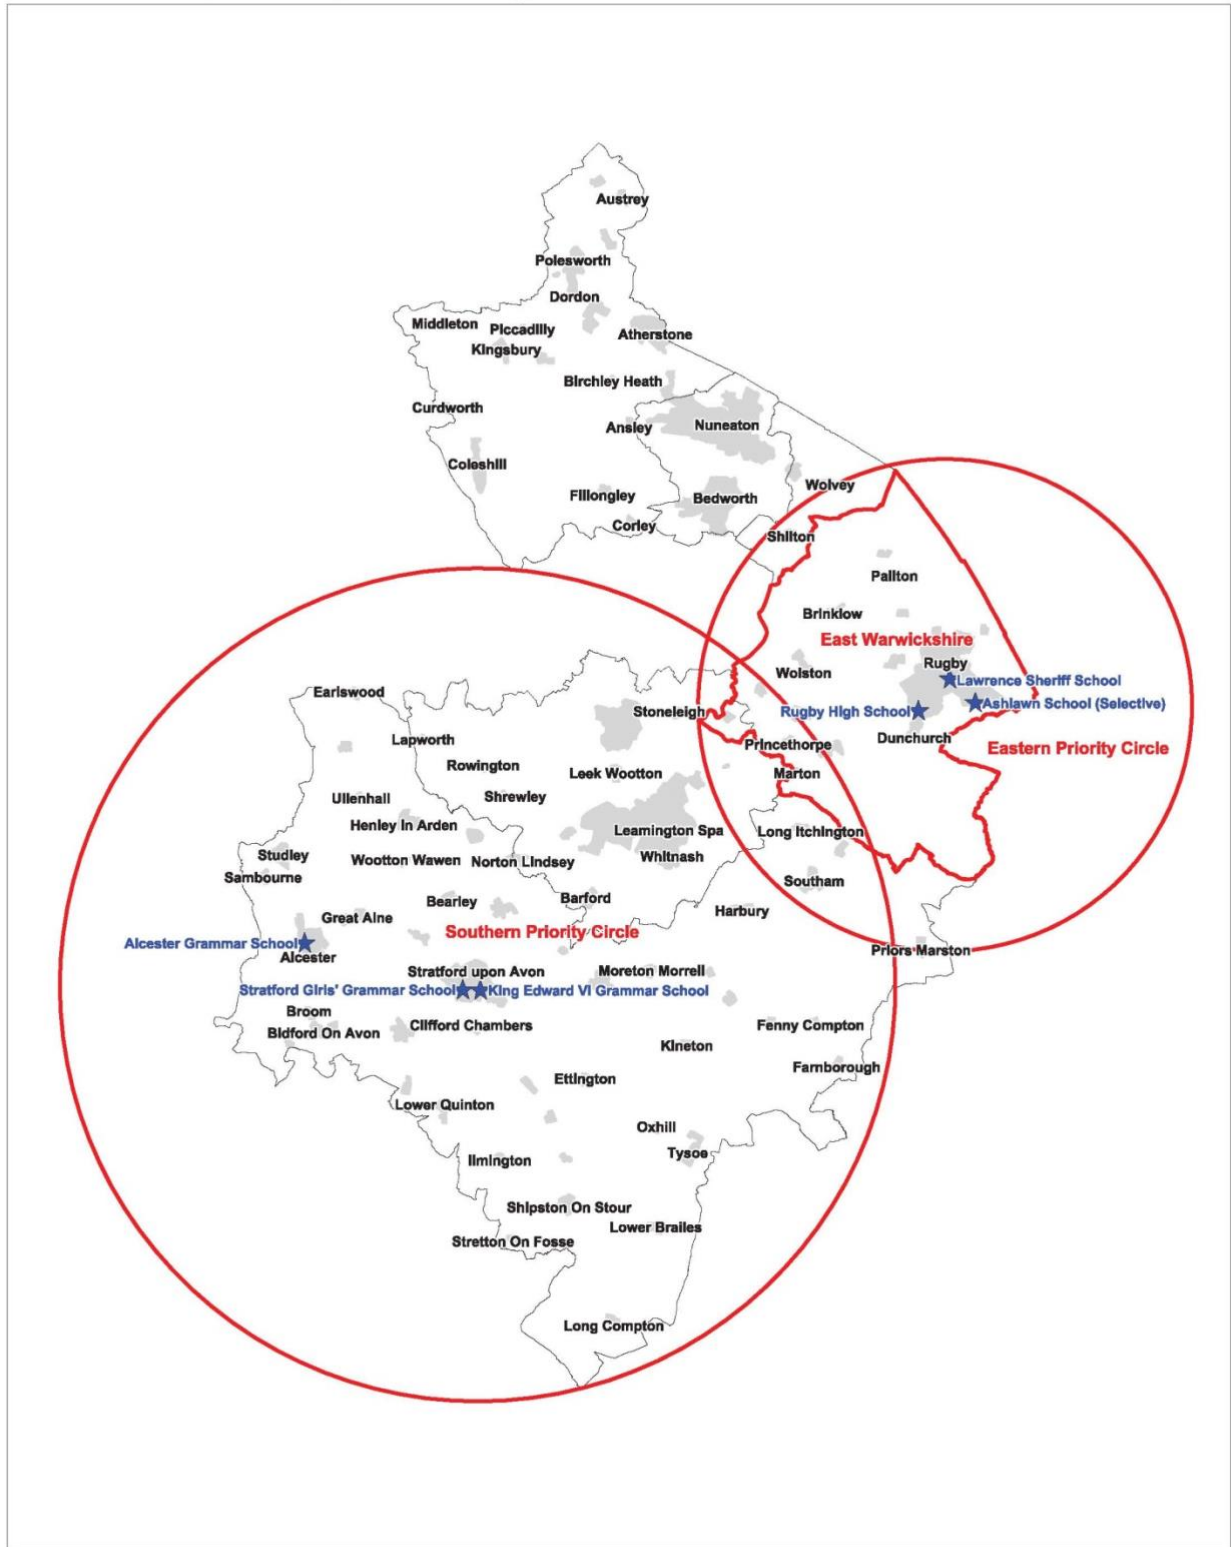 Austrey
Polesworth
Dordon
Middleton
Piccadilly
Kingsbury
Atherstone
Birchley Heath
Curdworth
Ansley
Nuneaton
Coleshill
Fillongley
Bedworth
Wolvey
Corley
Shilton
Pailton
Brinklow
East Warwickshire
Rugby
Wolston
Lawrence Sheriff School
Earlswood
Stoneleigh
Rugby High School
Ashlawn School (Selective)
Lapworth
Princethorpe
Dunchurch
Eastern Priority Circle
Rowington
Leek Wootton
Marton
Ullenhall
Shrewley
Henley in Arden
Leamington Spa
Long Itchington
Studley
Wootton Wawen
Norton Lindsey
Whitnash
Sambourne
Southam
Bearley
Barford
Great Alne
Harbury
Southern Priority Circle
Alcester Grammar School
Alcester
Priors Marston
Stratford upon Avon
Moreton Morrell
Stratford Girls' Grammar School
King Edward VI Grammar School
Broom
Bidford On Avon
Clifford Chambers
Fenny Compton
Kineton
Farnborough
Ettington
Lower Quinton
Oxhill
Ilmington
Tysoe
Shipston On Stour
Lower Brailes
Stretton On Fosse
Long Compton